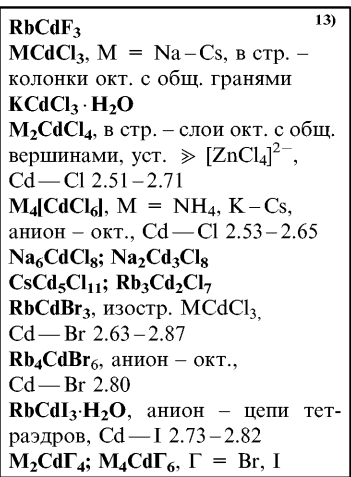 13)
RbCdF₃
MCdCl₃, M = Na – Cs, в стр. –
колонки окт. с общ. гранями
KCdCl₃ · H₂O
M₂CdCl₄, в стр. – слои окт. с общ.
вершинами, уст. ⩾ [ZnCl₄]²⁻,
Cd — Cl 2.51 – 2.71
M₄[CdCl₆], M = NH₄, K – Cs,
анион – окт., Cd — Cl 2.53 – 2.65
Na₆CdCl₈; Na₂Cd₃Cl₈
CsCd₅Cl₁₁; Rb₃Cd₂Cl₇
RbCdBr₃, изостр. MCdCl₃,
Cd — Br 2.63 – 2.87
Rb₄CdBr₆, анион – окт.,
Cd — Br 2.80
RbCdI₃·H₂O, анион – цепи тет-
раэдров, Cd — I 2.73 – 2.82
M₂CdГ₄; M₄CdГ₆, Г = Br, I